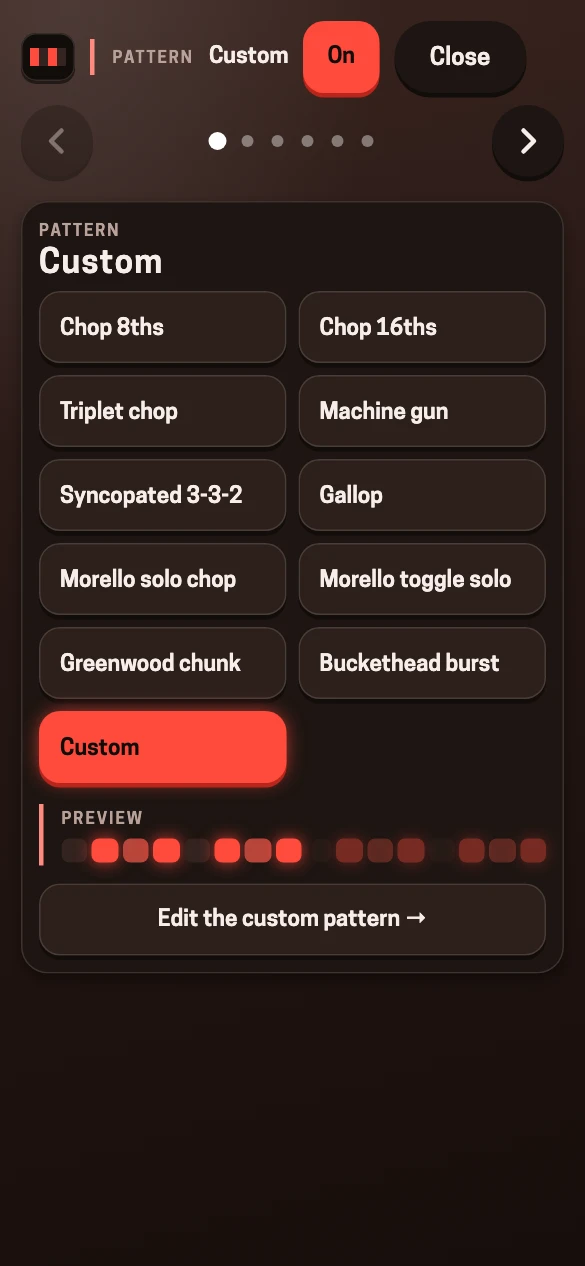 PATTERN Custom On Close
PATTERN
Custom
Chop 8ths Chop 16ths
Triplet chop Machine gun
Syncopated 3-3-2 Gallop
Morello solo chop Morello toggle solo
Greenwood chunk Buckethead burst
Custom
PREVIEW
Edit the custom pattern →